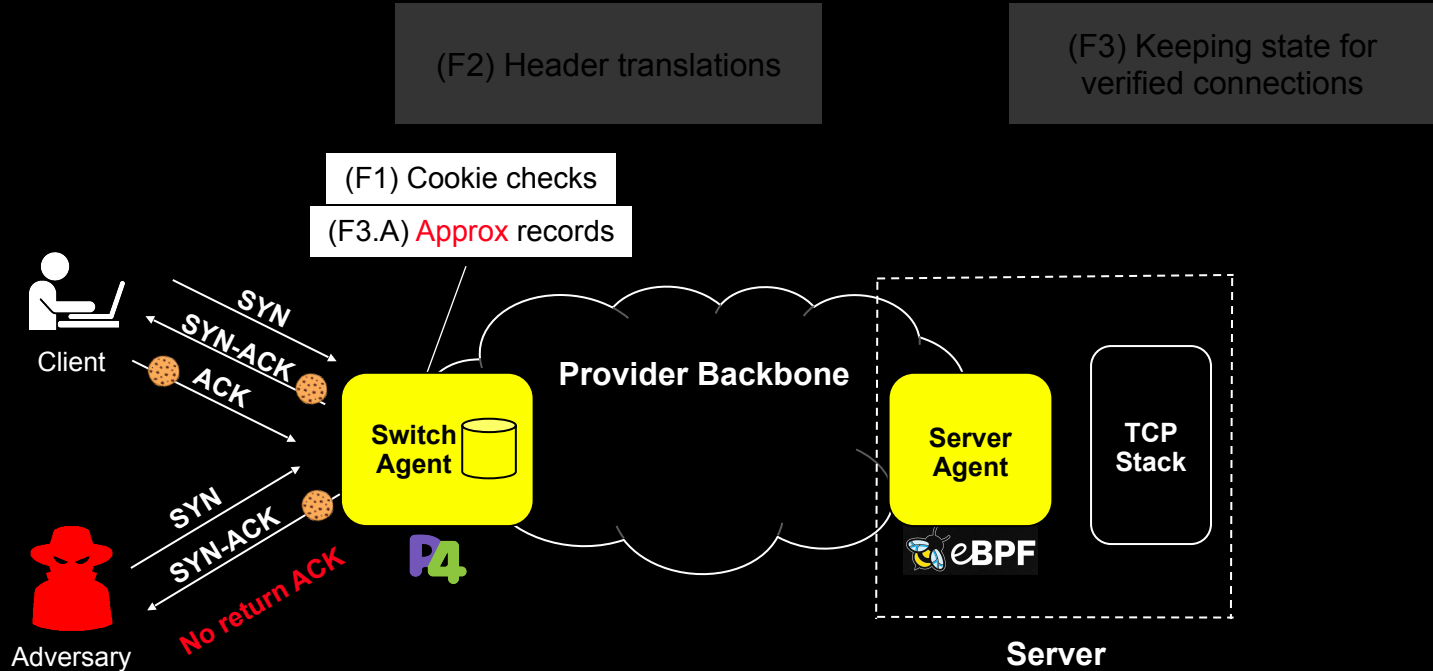 (F2) Header translations
(F3) Keeping state for
verified connections
(F1) Cookie checks
(F3.A) Approx records
SYN
SYN-ACK
ACK
Client
Provider Backbone
Switch
Agent
Server
Agent
TCP
Stack
SYN
SYN-ACK
No return ACK
P4
eBPF
Adversary
Server